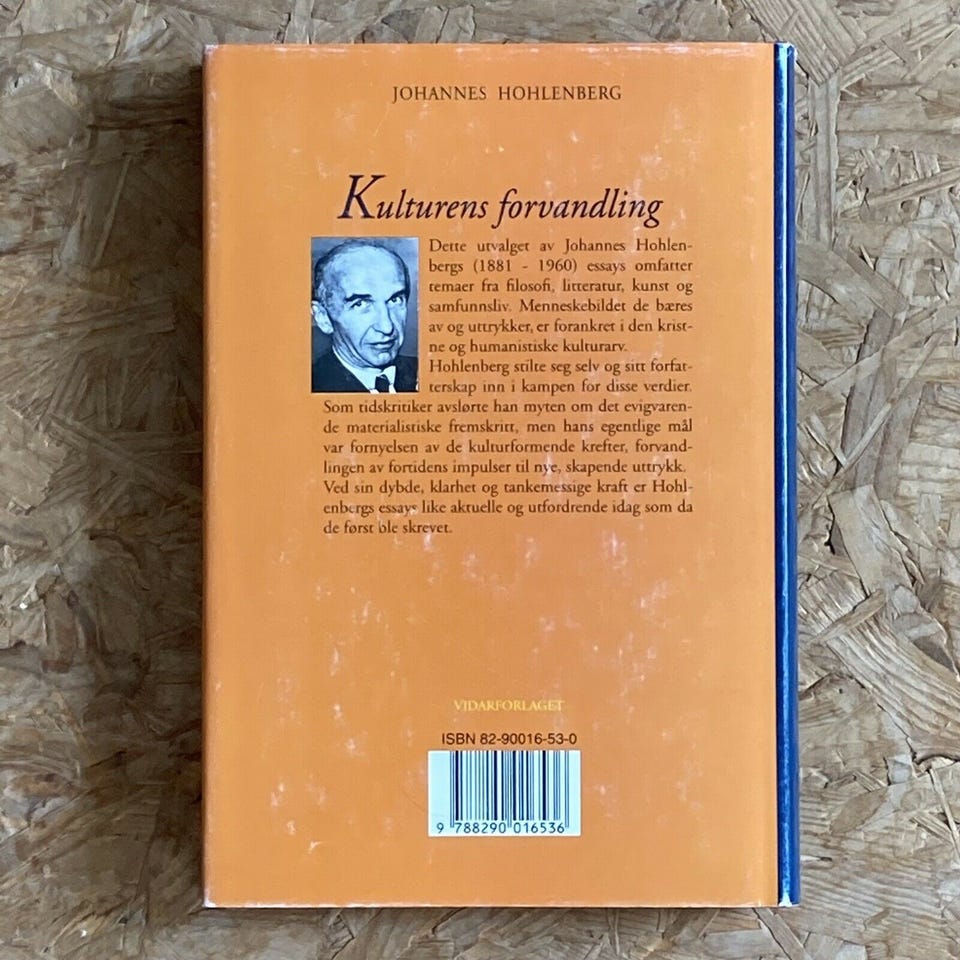 JOHANNES HOHLENBERG
Kulturens forvandling
Dette utvalget av Johannes Hohlen-
bergs (1881 - 1960) essays omfatter
temaer fra filosofi, litteratur, kunst og
samfunnsliv. Menneskebildet de bæres
av og uttrykker, er forankret i den krist-
ne og humanistiske kulturarv.
Hohlenberg stilte seg selv og sitt forfat-
terskap inn i kampen for disse verdier.
Som tidskritiker avslørte han myten om det evigvaren-
de materialistiske fremskritt, men hans egentlige mål
var fornyelsen av de kulturformende krefter, forvand-
lingen av fortidens impulser til nye, skapende uttrykk.
Ved sin dybde, klarhet og tankemessige kraft er Hohl-
enbergs essays like aktuelle og utfordrende idag som da
de først ble skrevet.
VIDARFORLAGET
ISBN 82-90016-53-0
9 788290 016536